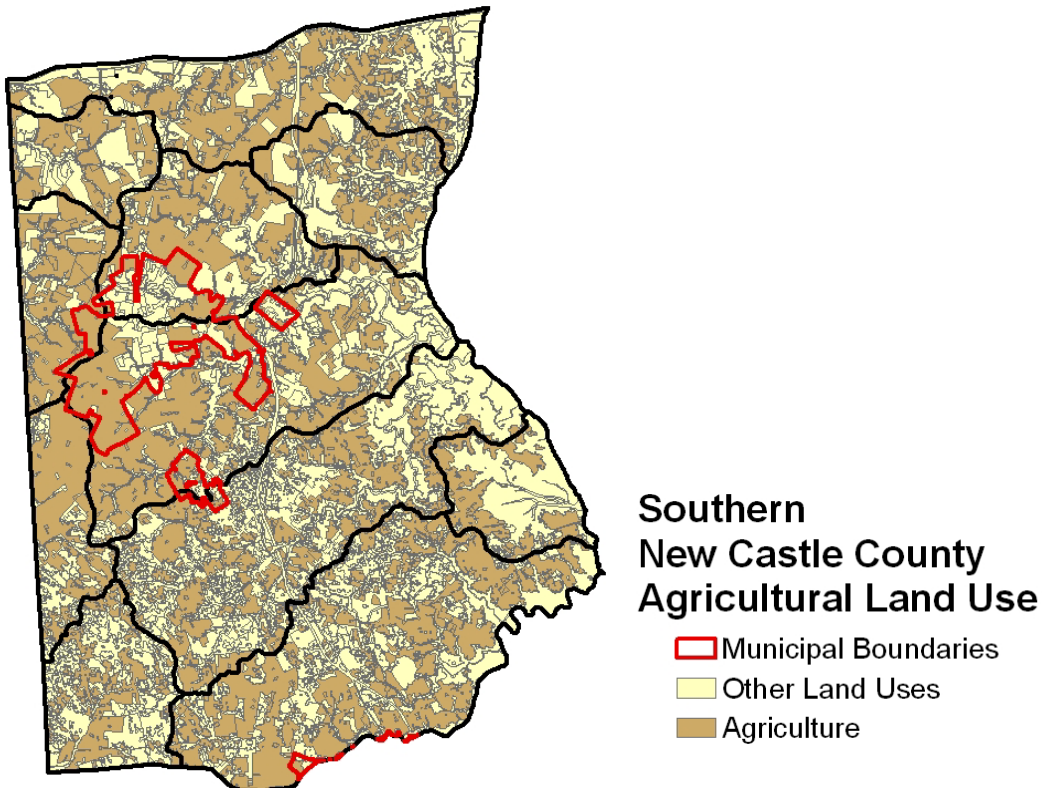 Southern
New Castle County
Agricultural Land Use
Municipal Boundaries
Other Land Uses
Agriculture